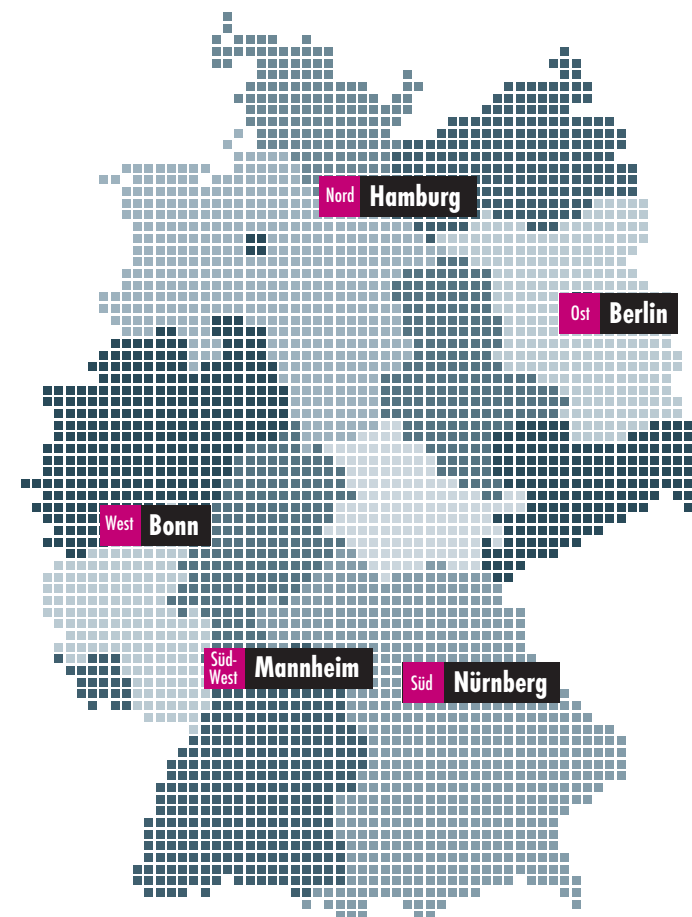 Nord Hamburg
Ost Berlin
West Bonn
Süd-
West Mannheim
Süd Nürnberg